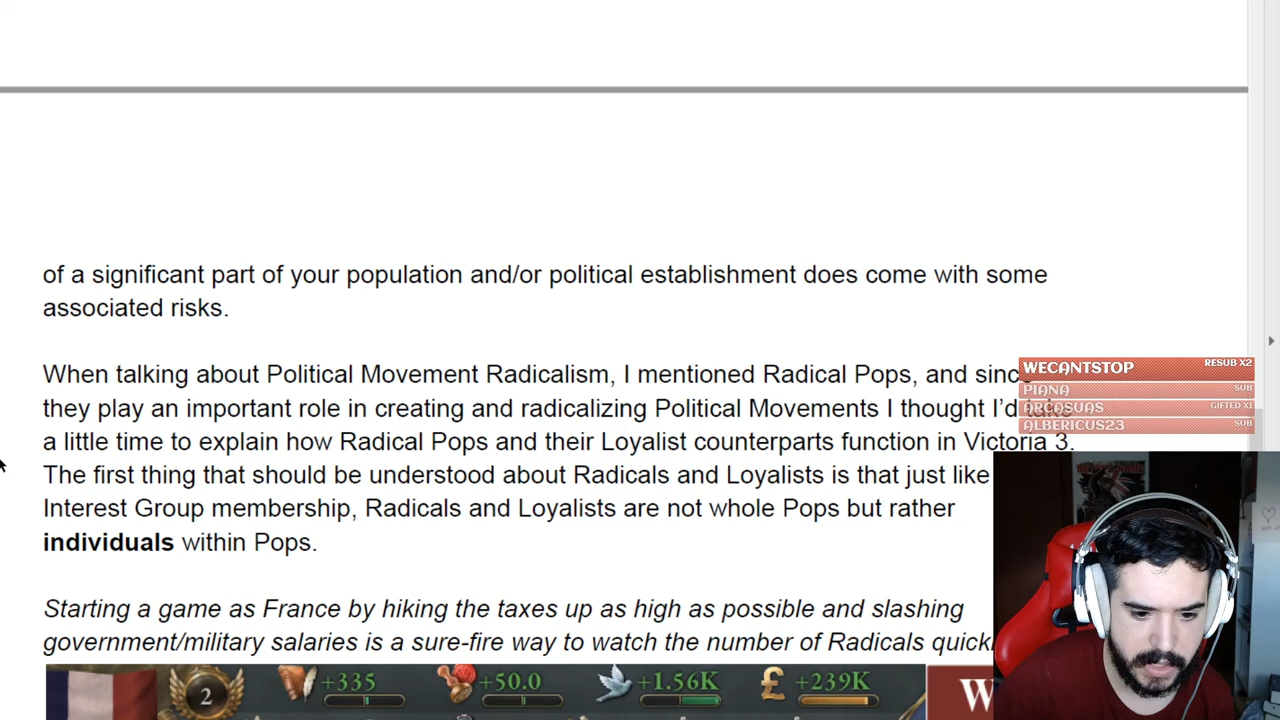 of a significant part of your population and/or political establishment does come with some
associated risks.
When talking about Political Movement Radicalism, I mentioned Radical Pops, and since
they play an important role in creating and radicalizing Political Movements I thought I’d
a little time to explain how Radical Pops and their Loyalist counterparts function in Victoria 3.
The first thing that should be understood about Radicals and Loyalists is that just like
Interest Group membership, Radicals and Loyalists are not whole Pops but rather
individuals within Pops.
Starting a game as France by hiking the taxes up as high as possible and slashing
government/military salaries is a sure-fire way to watch the number of Radicals
WECANTSTOP RESUB X2
PIANA SUB
ARCASUAS GIFTED X1
ALBERICUS23 SUB
2 +335 +50.0 +1.56K £ +239K W